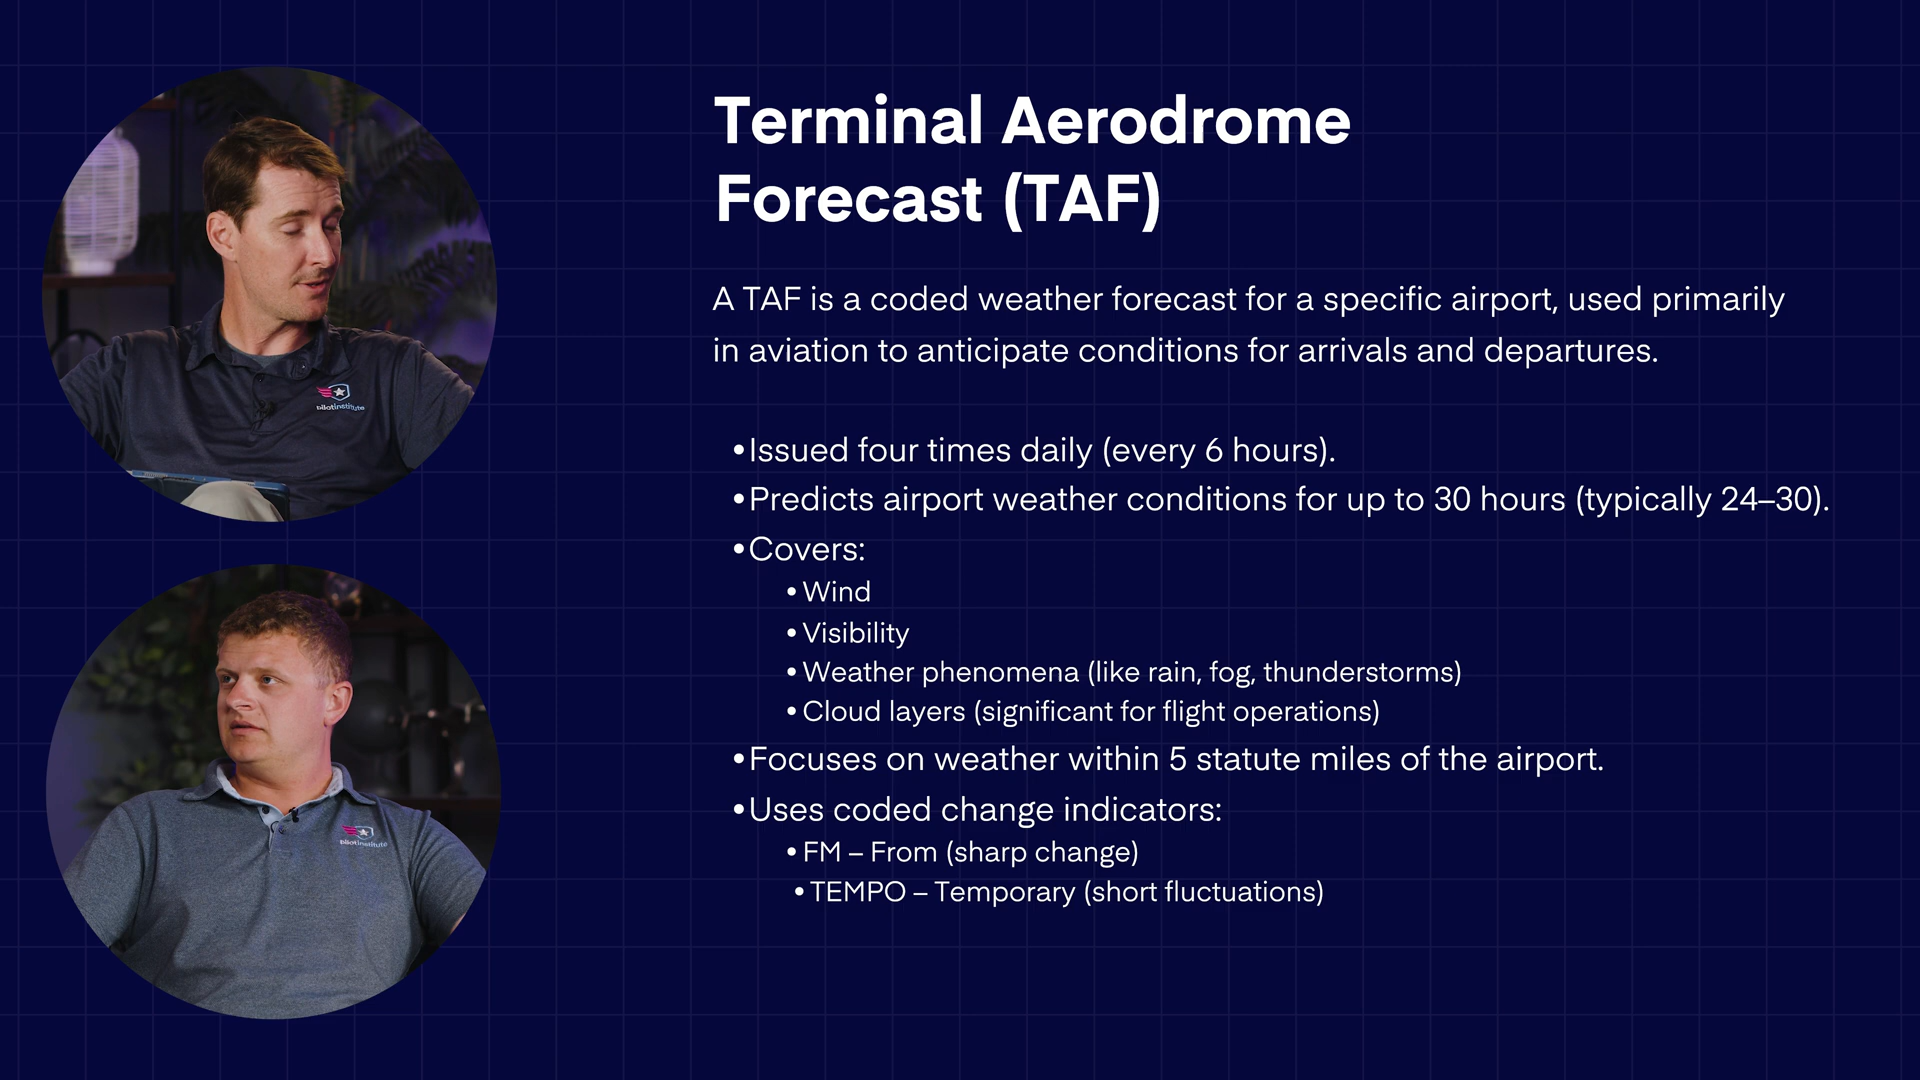 Terminal Aerodrome
Forecast (TAF)
A TAF is a coded weather forecast for a specific airport, used primarily
in aviation to anticipate conditions for arrivals and departures.
•Issued four times daily (every 6 hours).
•Predicts airport weather conditions for up to 30 hours (typically 24–30).
•Covers:
•Wind
•Visibility
•Weather phenomena (like rain, fog, thunderstorms)
•Cloud layers (significant for flight operations)
•Focuses on weather within 5 statute miles of the airport.
•Uses coded change indicators:
•FM – From (sharp change)
•TEMPO – Temporary (short fluctuations)
pilotinstitute
pilotinstitute